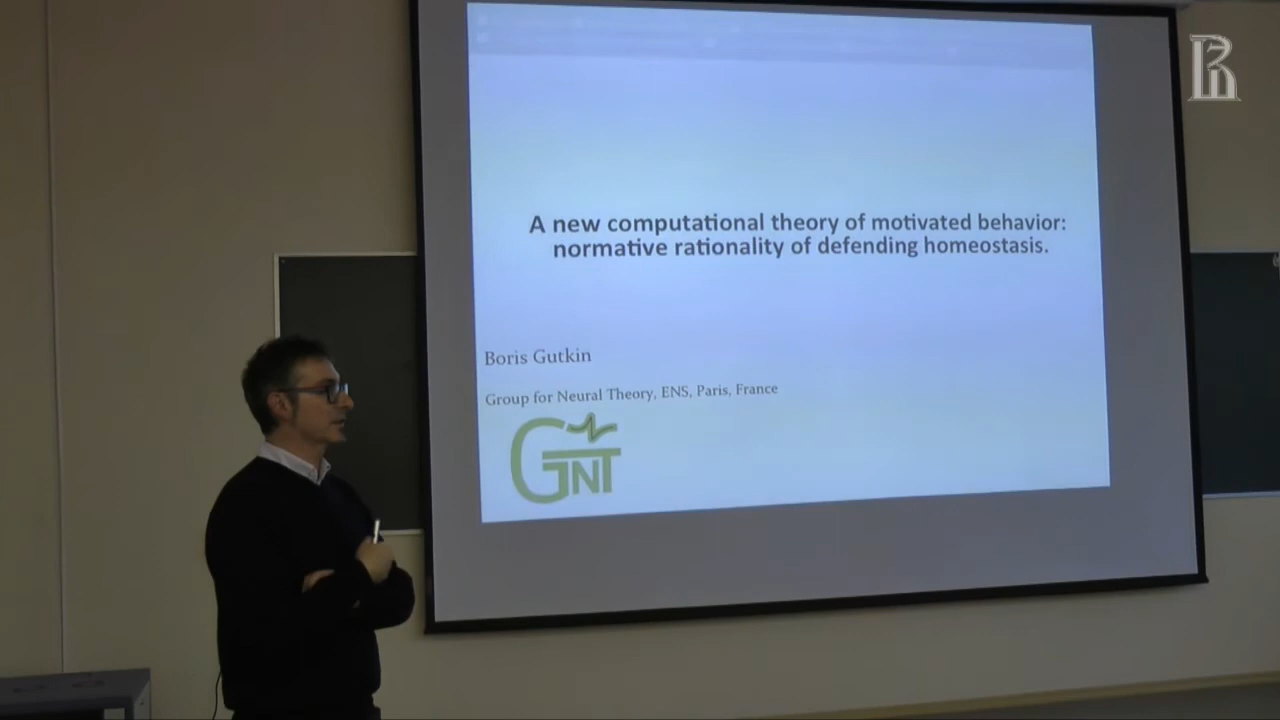 A new computational theory of motivated behavior:
normative rationality of defending homeostasis.
Boris Gutkin
Group for Neural Theory, ENS, Paris, France
GNT